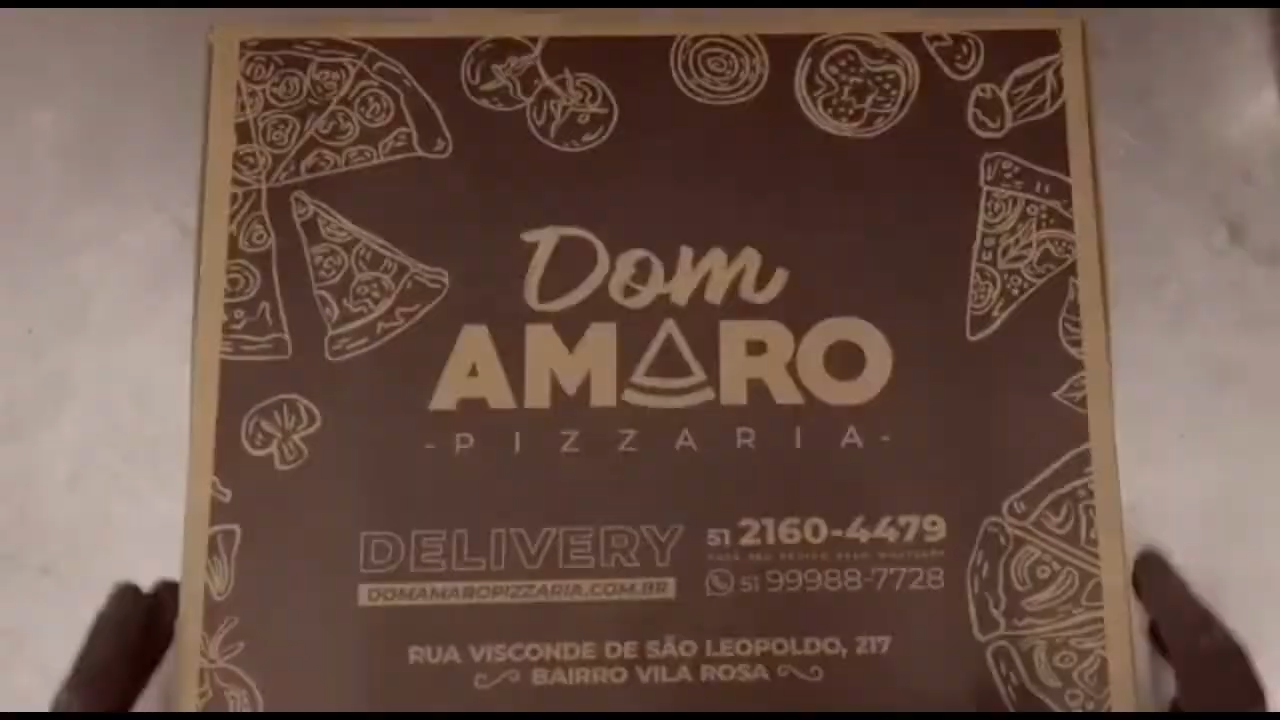 Dom
AMARO
-PIZZARIA-
DELIVERY
DOMAMAROPIZZARIA.COM.BR
51 2160-4479
51 99988-7728
RUA VISCONDE DE SÃO LEOPOLDO, 217
BAIRRO VILA ROSA